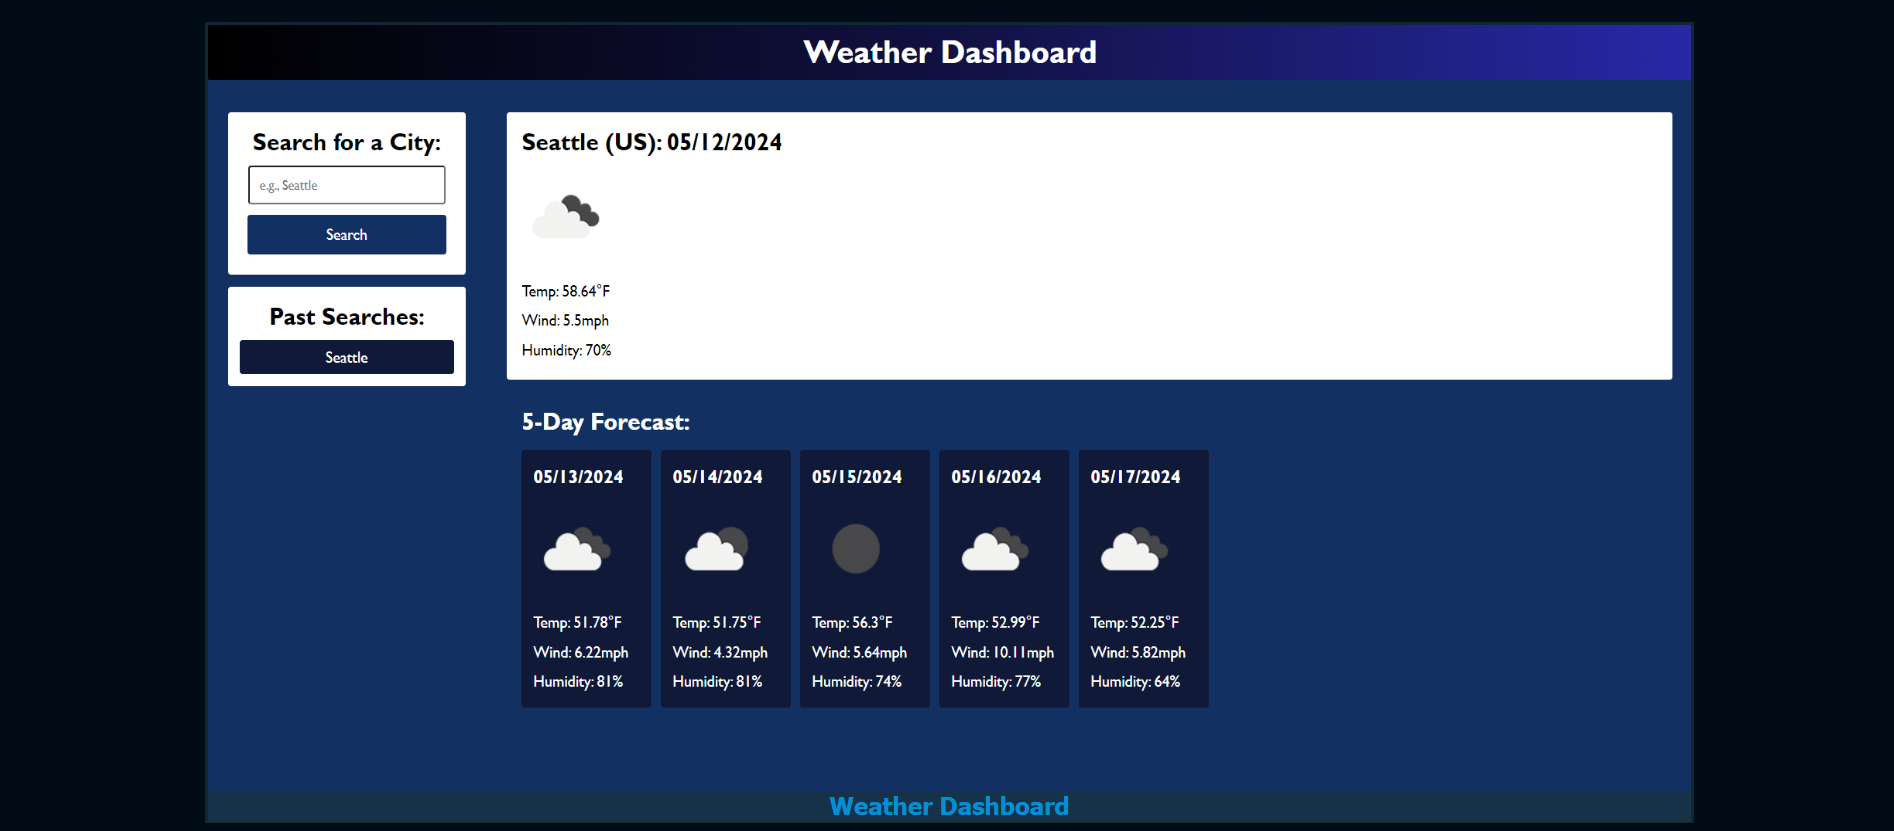 Weather Dashboard
Search for a City:
e.g., Seattle
Search
Past Searches:
Seattle
Seattle (US): 05/12/2024
Temp: 58.64°F
Wind: 5.5mph
Humidity: 70%
5-Day Forecast:
05/13/2024
Temp: 51.78°F
Wind: 6.22mph
Humidity: 81%
05/14/2024
Temp: 51.75°F
Wind: 4.32mph
Humidity: 81%
05/15/2024
Temp: 56.3°F
Wind: 5.64mph
Humidity: 74%
05/16/2024
Temp: 52.99°F
Wind: 10.11mph
Humidity: 77%
05/17/2024
Temp: 52.25°F
Wind: 5.82mph
Humidity: 64%
Weather Dashboard